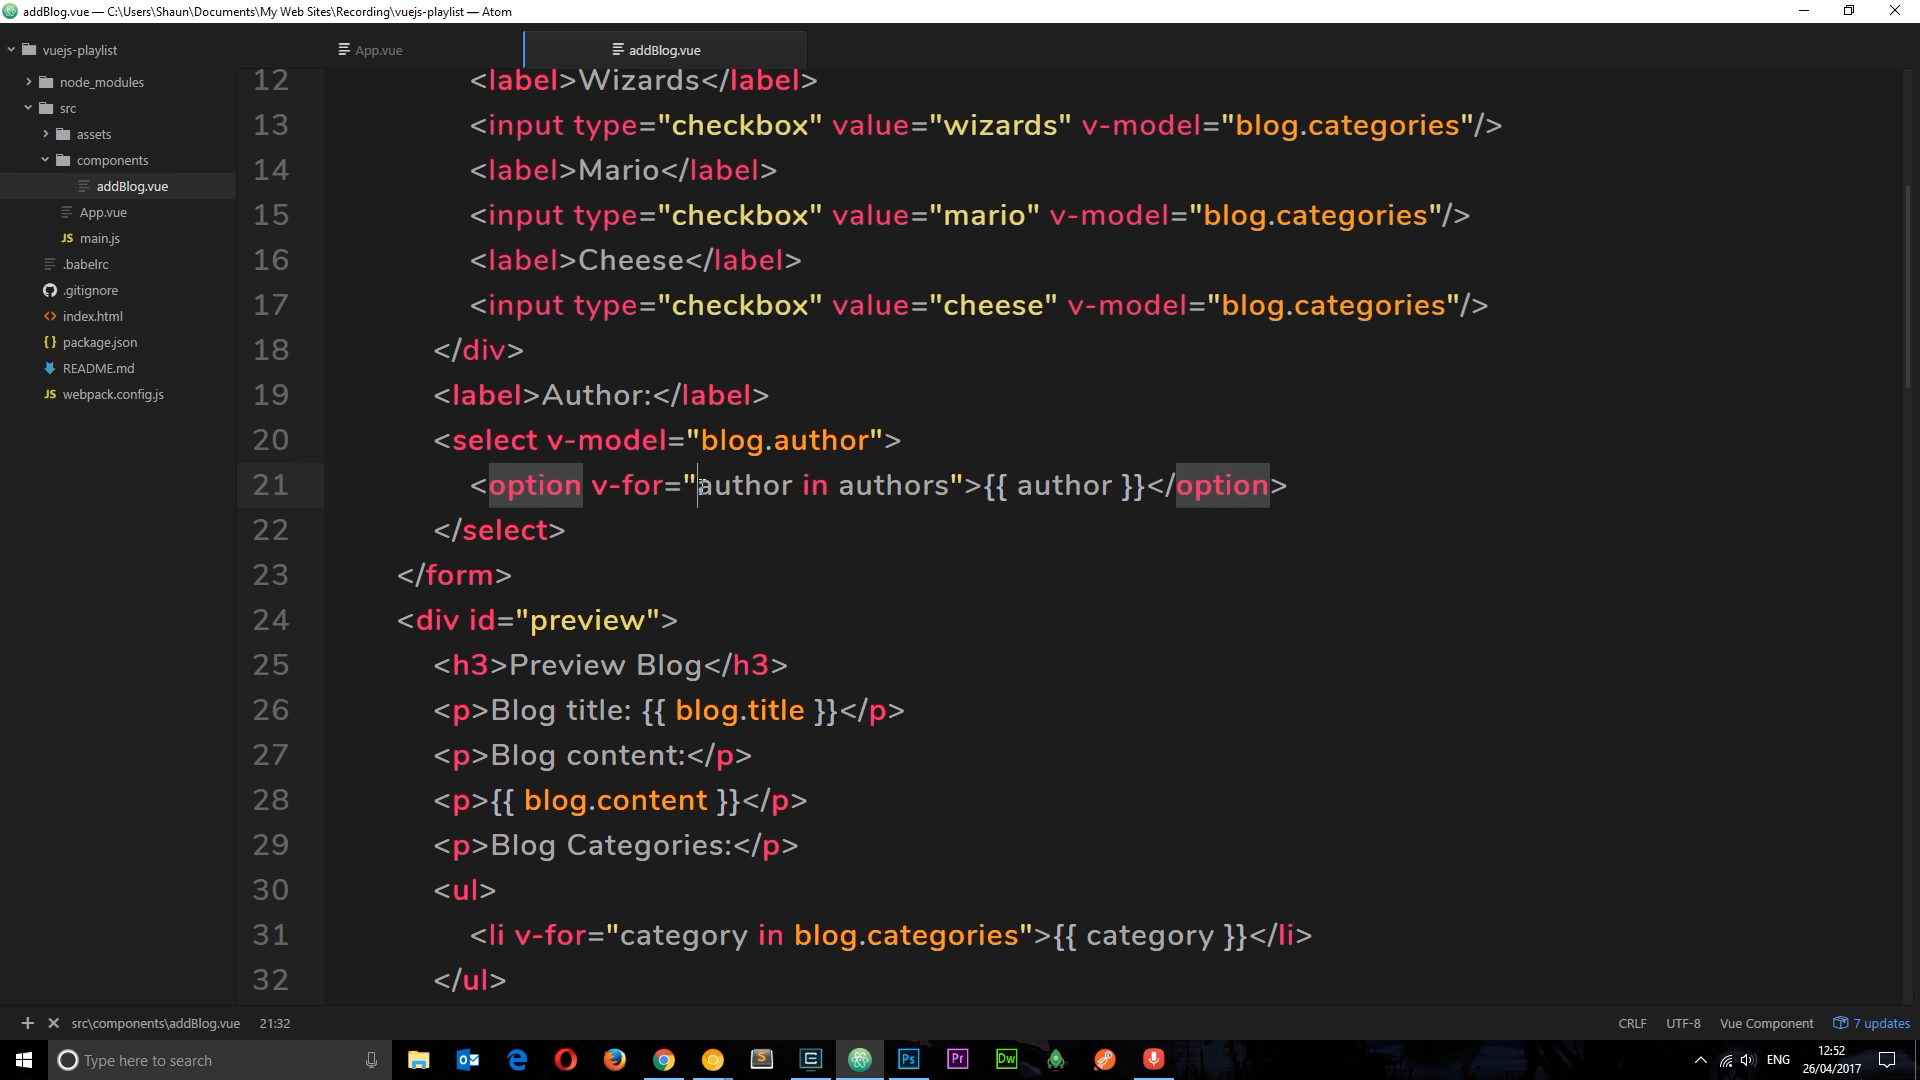 addBlog.vue — C:\Users\Shaun\Documents\My Web Sites\Recording\vuejs-playlist — Atom
vuejs-playlist
node_modules
src
assets
components
addBlog.vue
App.vue
JS main.js
.babelrc
.gitignore
<> index.html
{} package.json
README.md
JS webpack.config.js
App.vue
addBlog.vue
12 <label>Wizards</label>
13 <input type="checkbox" value="wizards" v-model="blog.categories"/>
14 <label>Mario</label>
15 <input type="checkbox" value="mario" v-model="blog.categories"/>
16 <label>Cheese</label>
17 <input type="checkbox" value="cheese" v-model="blog.categories"/>
18 </div>
19 <label>Author:</label>
20 <select v-model="blog.author">
21 <option v-for="author in authors">{{ author }}</option>
22 </select>
23 </form>
24 <div id="preview">
25 <h3>Preview Blog</h3>
26 <p>Blog title: {{ blog.title }}</p>
27 <p>Blog content:</p>
28 <p>{{ blog.content }}</p>
29 <p>Blog Categories:</p>
30 <ul>
31 <li v-for="category in blog.categories">{{ category }}</li>
32 </ul>
src\components\addBlog.vue 21:32
CRLF UTF-8 Vue Component 7 updates
Type here to search
Ps Pr Dw
ENG
12:52
26/04/2017